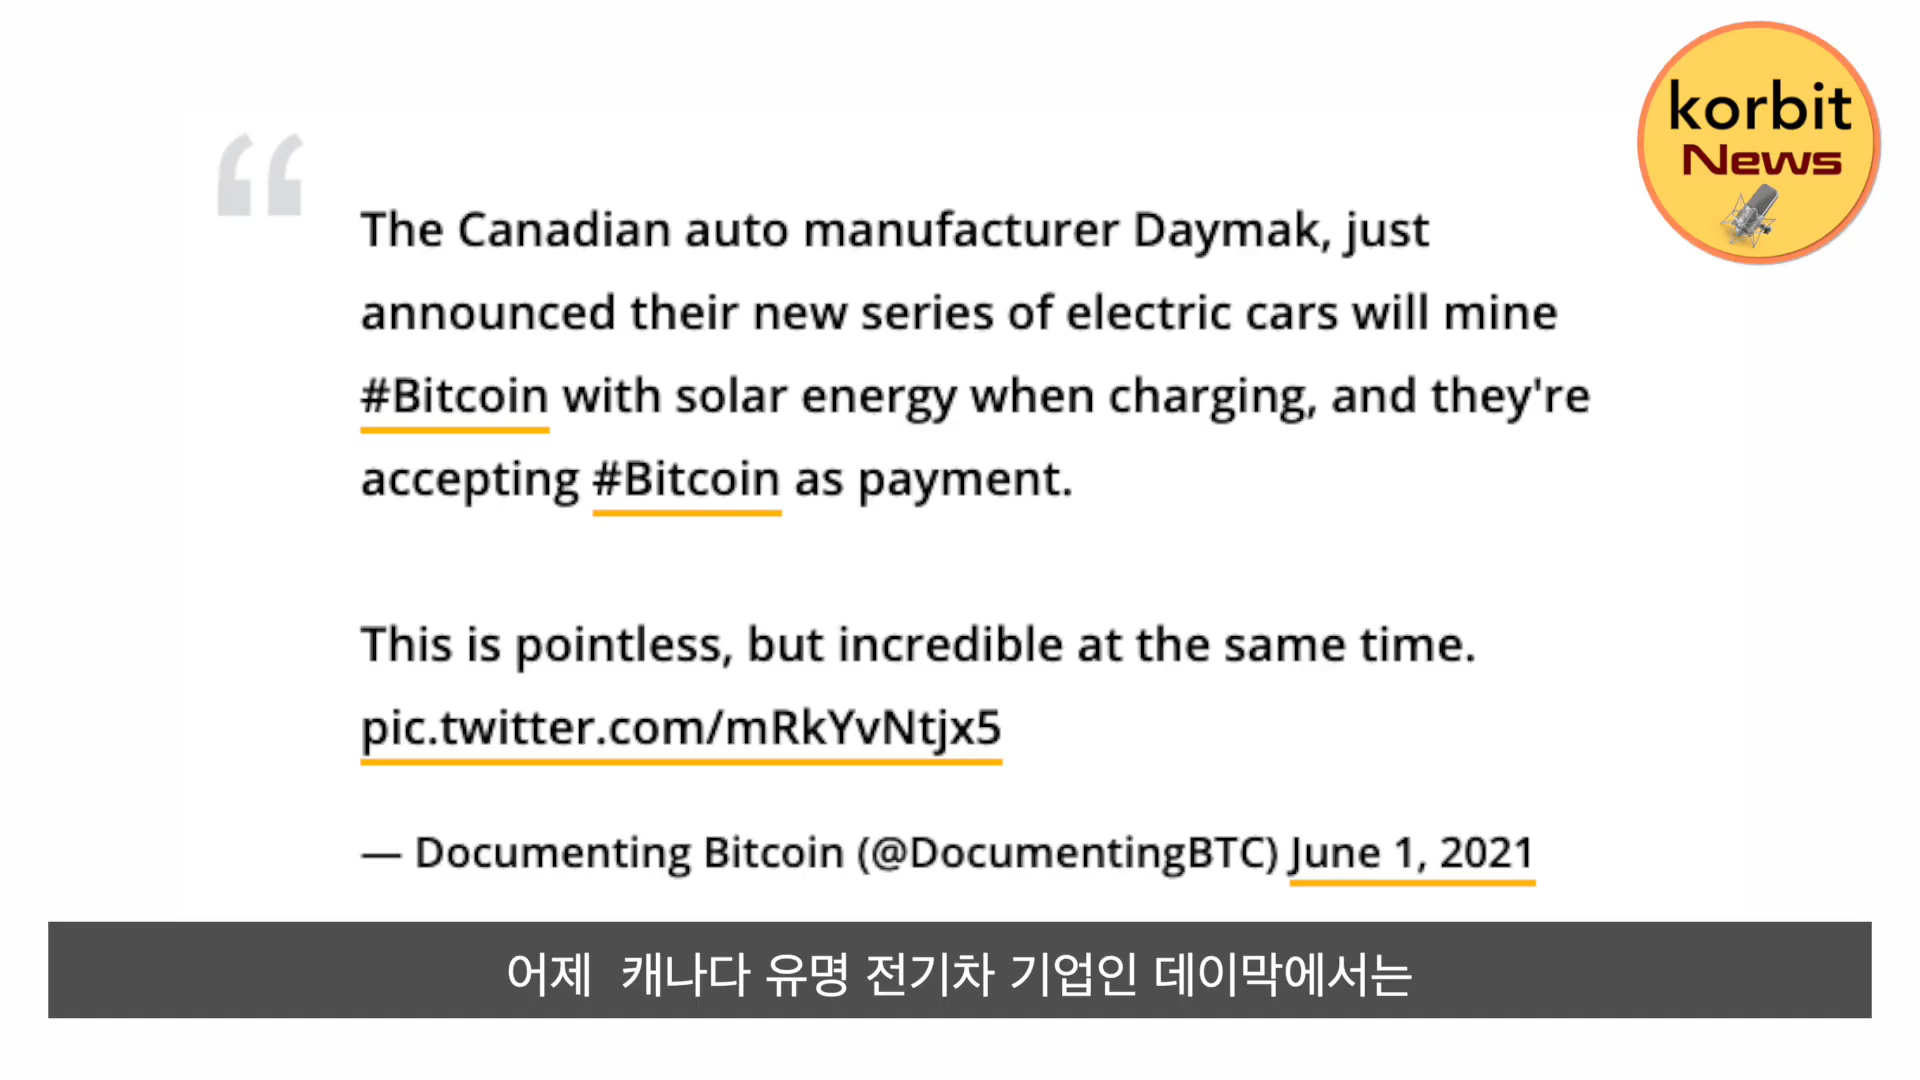 korbit
News
“
The Canadian auto manufacturer Daymak, just
announced their new series of electric cars will mine
#Bitcoin with solar energy when charging, and they're
accepting #Bitcoin as payment.
This is pointless, but incredible at the same time.
pic.twitter.com/mRkYvNtjx5
— Documenting Bitcoin (@DocumentingBTC) June 1, 2021
어제 캐나다 유명 전기차 기업인 데이막에서는